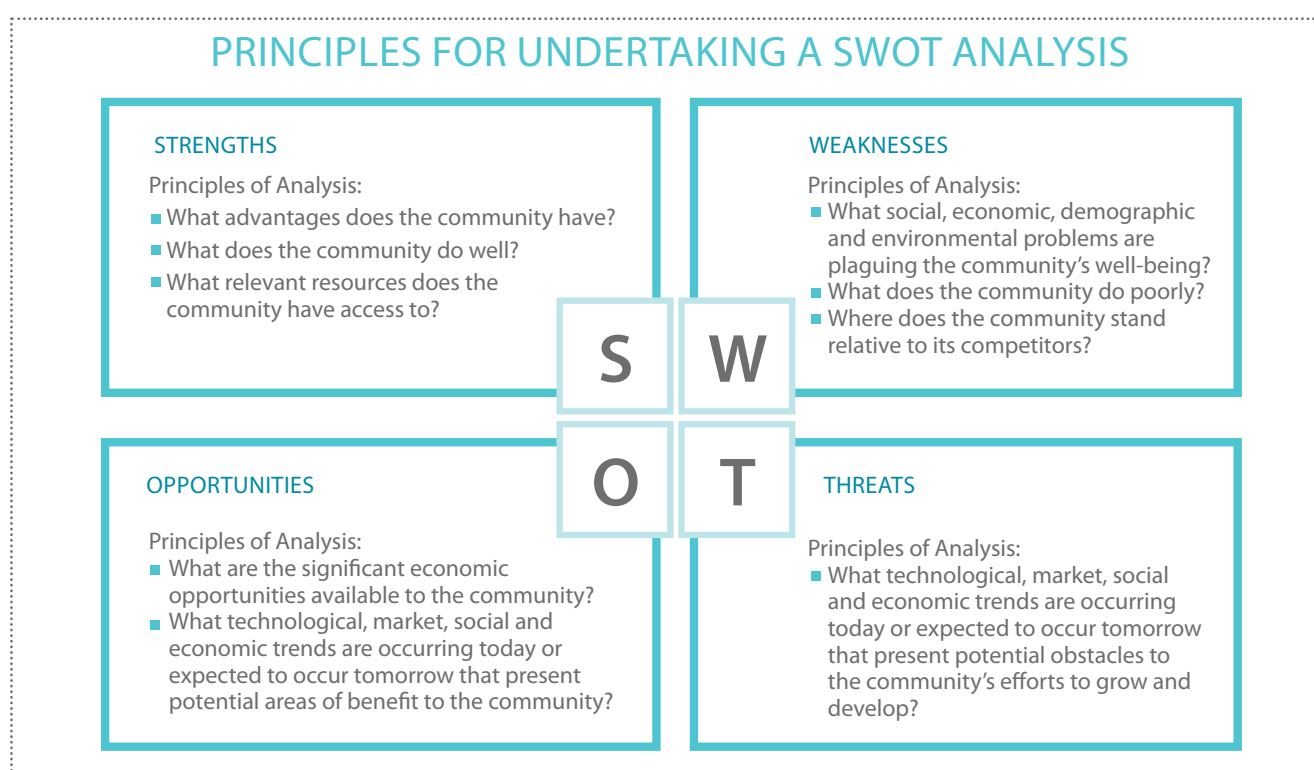 PRINCIPLES FOR UNDERTAKING A SWOT ANALYSIS
STRENGTHS
Principles of Analysis:
What advantages does the community have?
What does the community do well?
What relevant resources does the
community have access to?
WEAKNESSES
Principles of Analysis:
What social, economic, demographic
and environmental problems are
plaguing the community’s well-being?
What does the community do poorly?
Where does the community stand
relative to its competitors?
S
W
O
T
OPPORTUNITIES
Principles of Analysis:
What are the significant economic
opportunities available to the community?
What technological, market, social and
economic trends are occurring today or
expected to occur tomorrow that present
potential areas of benefit to the community?
THREATS
Principles of Analysis:
What technological, market, social
and economic trends are occurring
today or expected to occur tomorrow
that present potential obstacles to
the community’s efforts to grow and
develop?